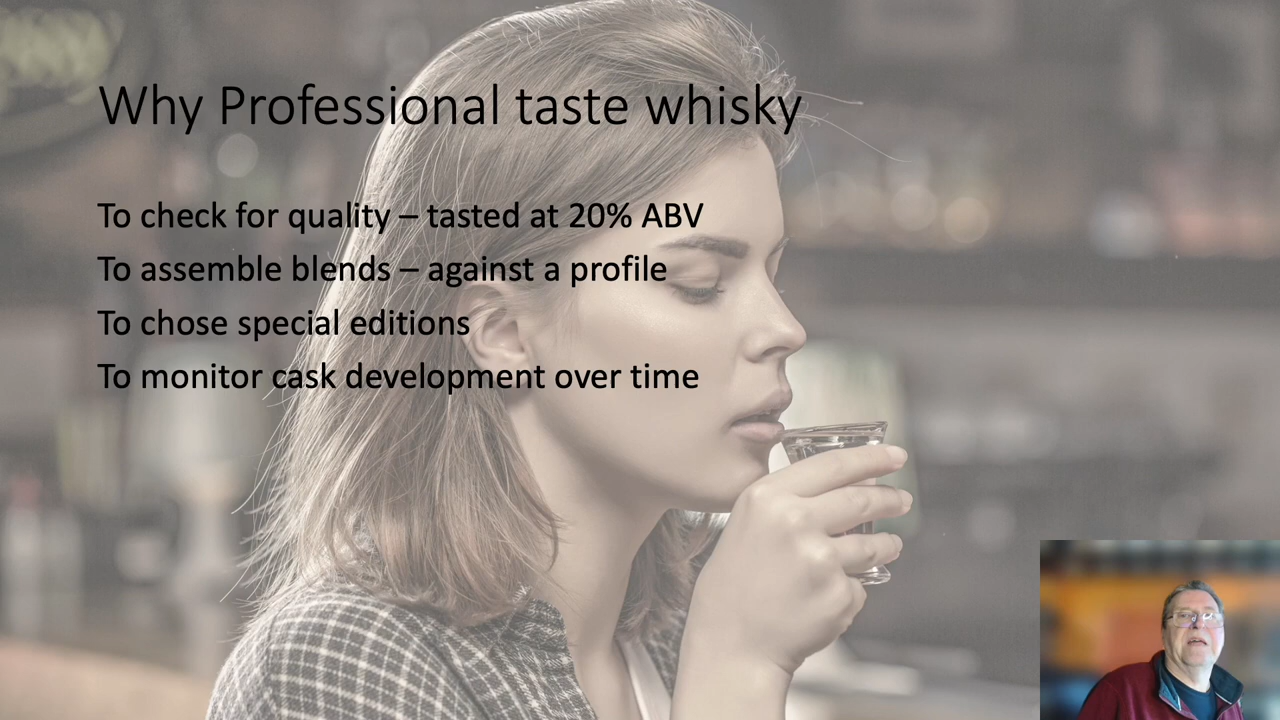 Why Professional taste whisky
To check for quality – tasted at 20% ABV
To assemble blends – against a profile
To chose special editions
To monitor cask development over time